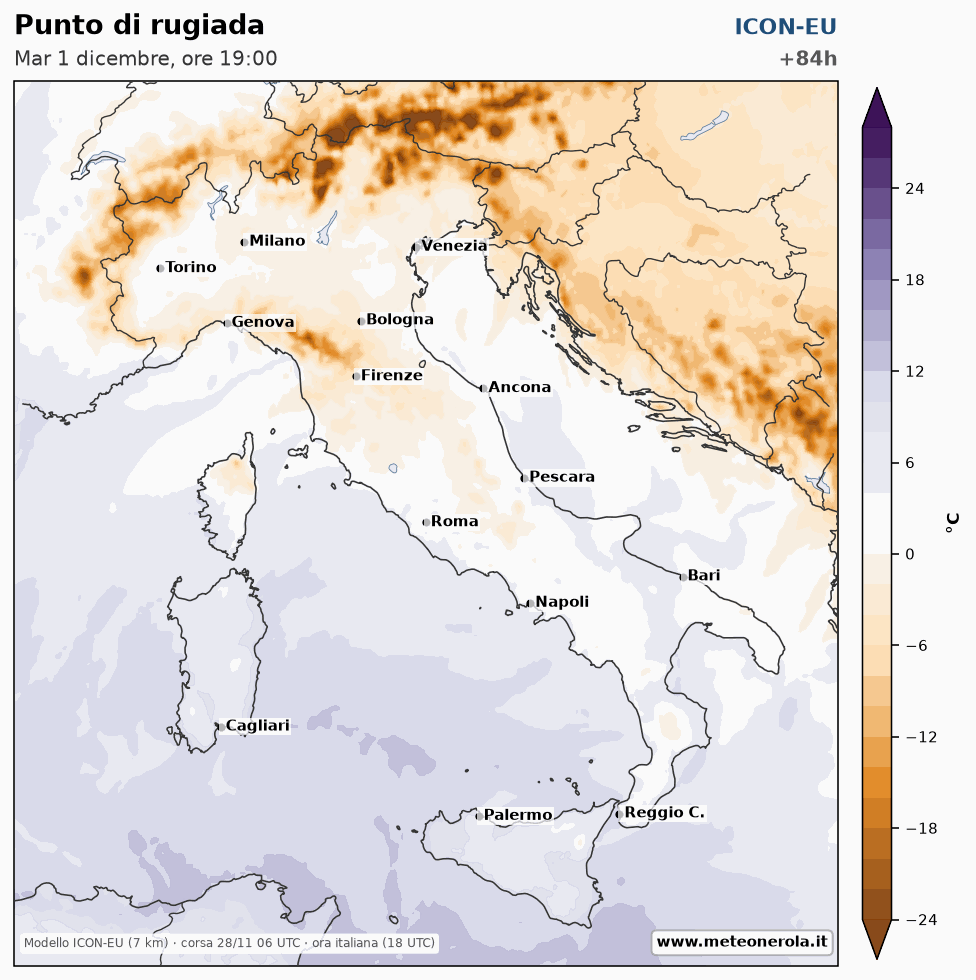 Punto di rugiada
ICON-EU
Mar 1 dicembre, ore 19:00
+84h
Milano
Venezia
Torino
Genova
Bologna
Firenze
Ancona
Pescara
Roma
Bari
Napoli
Cagliari
Palermo
Reggio C.
24
18
12
6
0
−6
−12
−18
−24
°C
Modello ICON-EU (7 km) · corsa 28/11 06 UTC · ora italiana (18 UTC)
www.meteonerola.it